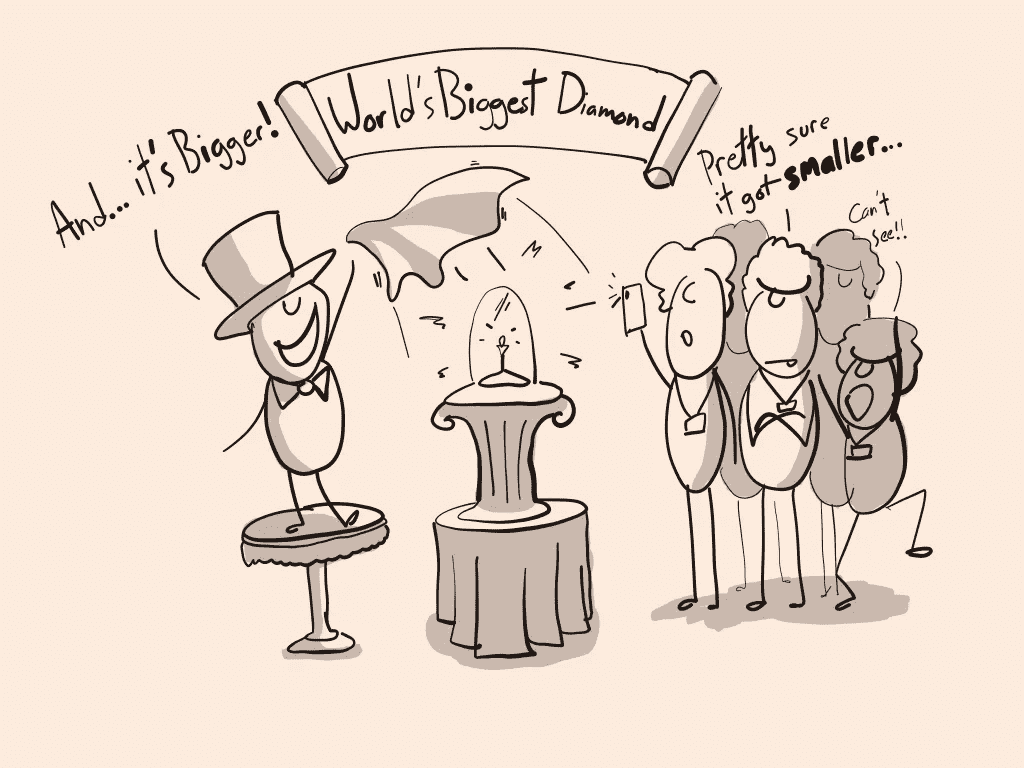 World's Biggest Diamond
And... it's Bigger!
Pretty sure
it got smaller...
Can't
see!!